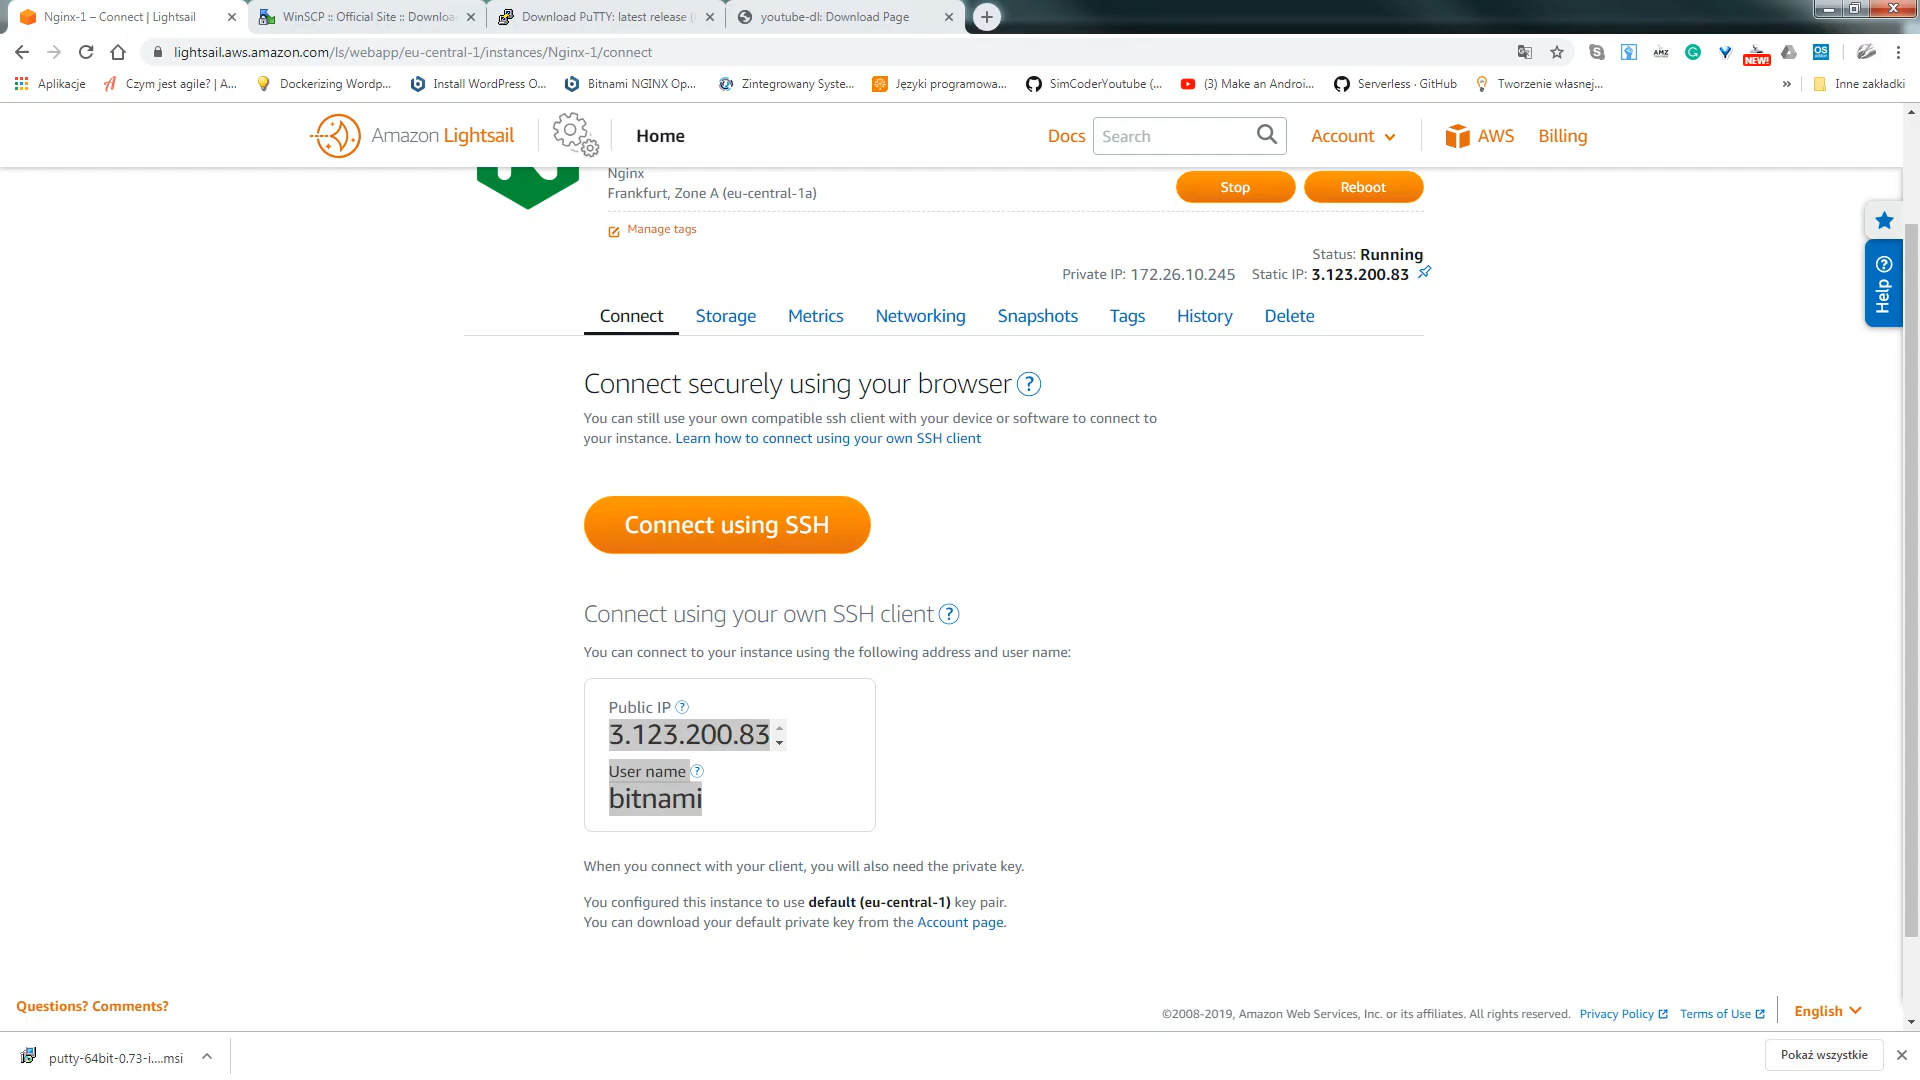 Nginx-1 – Connect | Lightsail
WinSCP :: Official Site :: Downloa
Download PuTTY: latest release (
youtube-dl: Download Page
lightsail.aws.amazon.com/ls/webapp/eu-central-1/instances/Nginx-1/connect
AMZ
NEW!
OS
Aplikacje
Czym jest agile? | A...
Dockerizing Wordp...
Install WordPress O...
Bitnami NGINX Op...
Zintegrowany Syste...
Języki programowa...
SimCoderYoutube (...
(3) Make an Androi...
Serverless · GitHub
Tworzenie własnej...
»
Inne zakładki
Amazon Lightsail
Home
Docs
Search
Account
AWS
Billing
Nginx
Frankfurt, Zone A (eu-central-1a)
Stop
Reboot
Manage tags
Status: Running
Private IP: 172.26.10.245 Static IP: 3.123.200.83
Help
Connect
Storage
Metrics
Networking
Snapshots
Tags
History
Delete
Connect securely using your browser ?
You can still use your own compatible ssh client with your device or software to connect to
your instance. Learn how to connect using your own SSH client
Connect using SSH
Connect using your own SSH client ?
You can connect to your instance using the following address and user name:
Public IP ?
3.123.200.83
User name ?
bitnami
When you connect with your client, you will also need the private key.
You configured this instance to use default (eu-central-1) key pair.
You can download your default private key from the Account page.
Questions? Comments?
©2008-2019, Amazon Web Services, Inc. or its affiliates. All rights reserved. Privacy Policy Terms of Use
English
putty-64bit-0.73-i....msi
Pokaż wszystkie